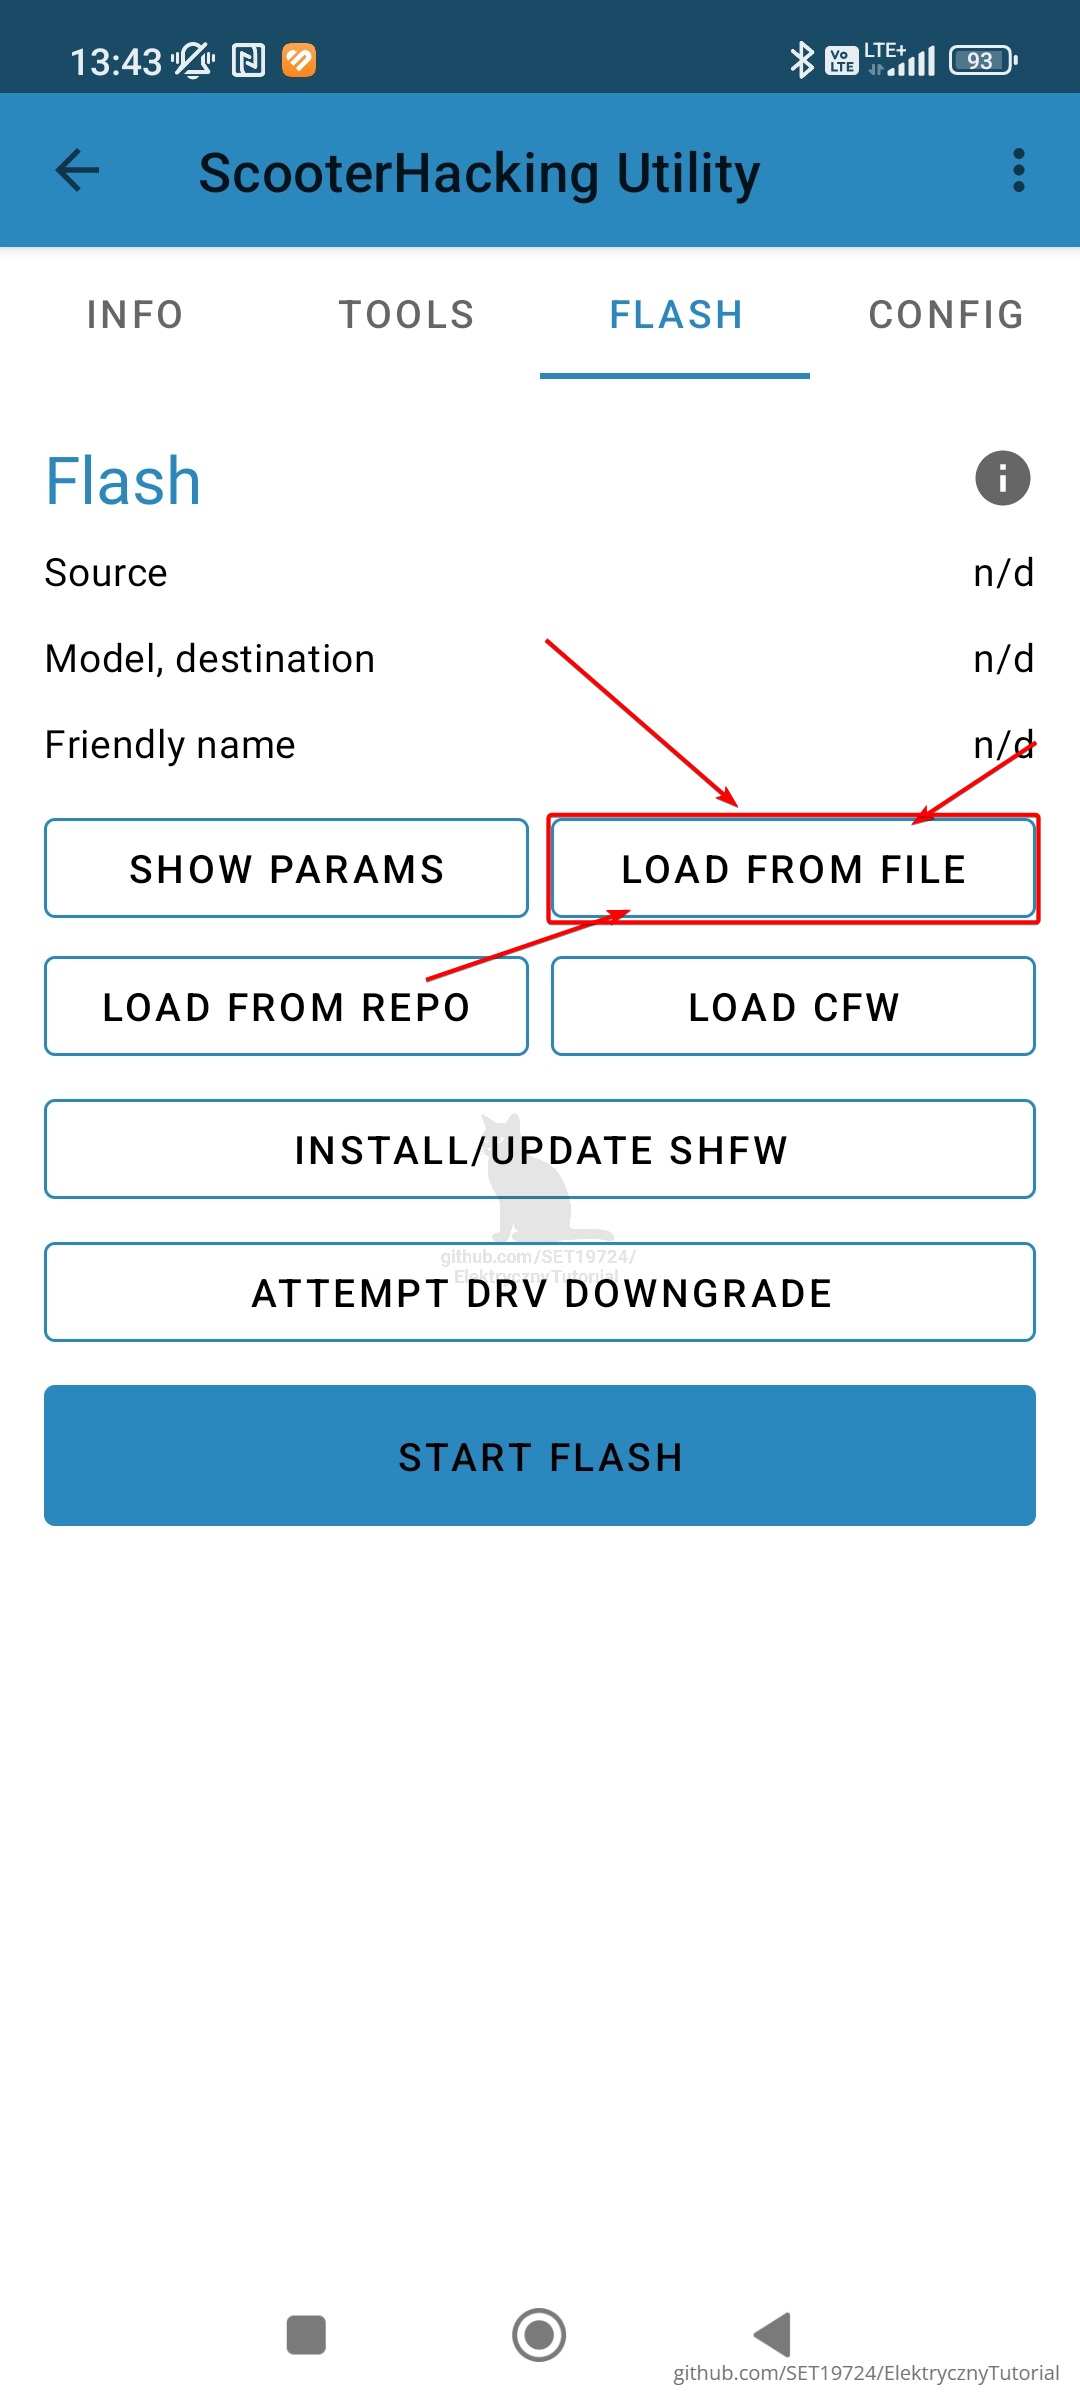 13:43
Vo LTE LTE+ 93
ScooterHacking Utility
INFO TOOLS FLASH CONFIG
Flash
Source n/d
Model, destination n/d
Friendly name n/d
SHOW PARAMS LOAD FROM FILE
LOAD FROM REPO LOAD CFW
INSTALL/UPDATE SHFW
github.com/SET19724/
ElektrycznyTutorial
ATTEMPT DRV DOWNGRADE
START FLASH
github.com/SET19724/ElektrycznyTutorial